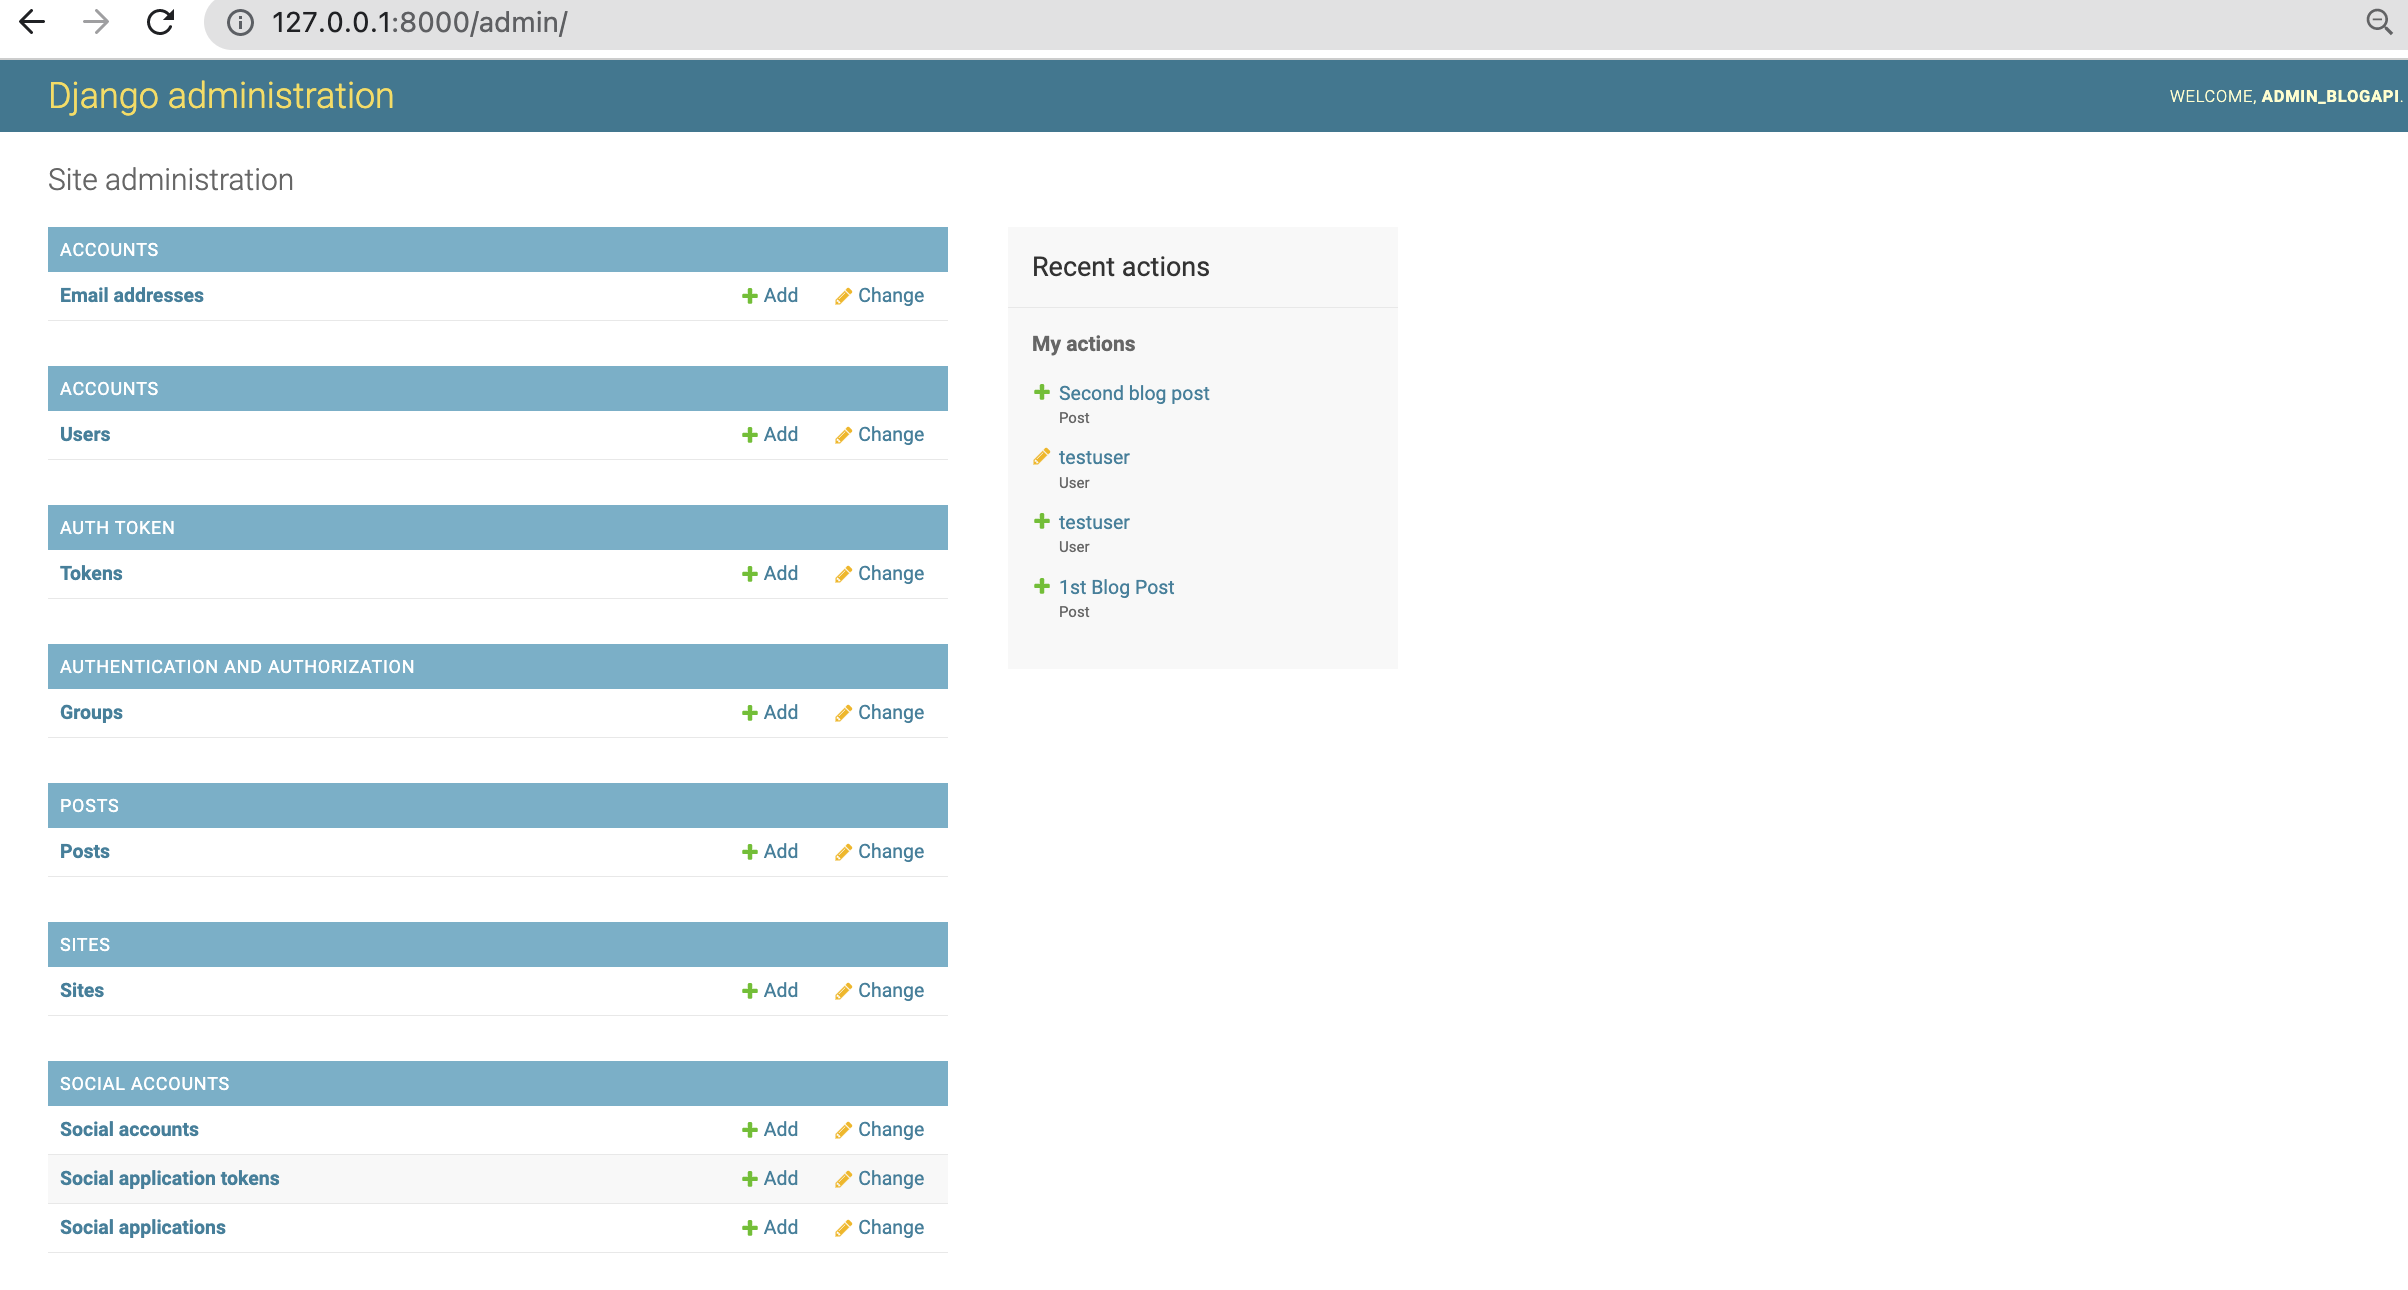 127.0.0.1:8000/admin/
Django administration
WELCOME, ADMIN_BLOGAPI.
Site administration
ACCOUNTS
Email addresses Add Change
ACCOUNTS
Users Add Change
AUTH TOKEN
Tokens Add Change
AUTHENTICATION AND AUTHORIZATION
Groups Add Change
POSTS
Posts Add Change
SITES
Sites Add Change
SOCIAL ACCOUNTS
Social accounts Add Change
Social application tokens Add Change
Social applications Add Change
Recent actions
My actions
Second blog post
Post
testuser
User
testuser
User
1st Blog Post
Post